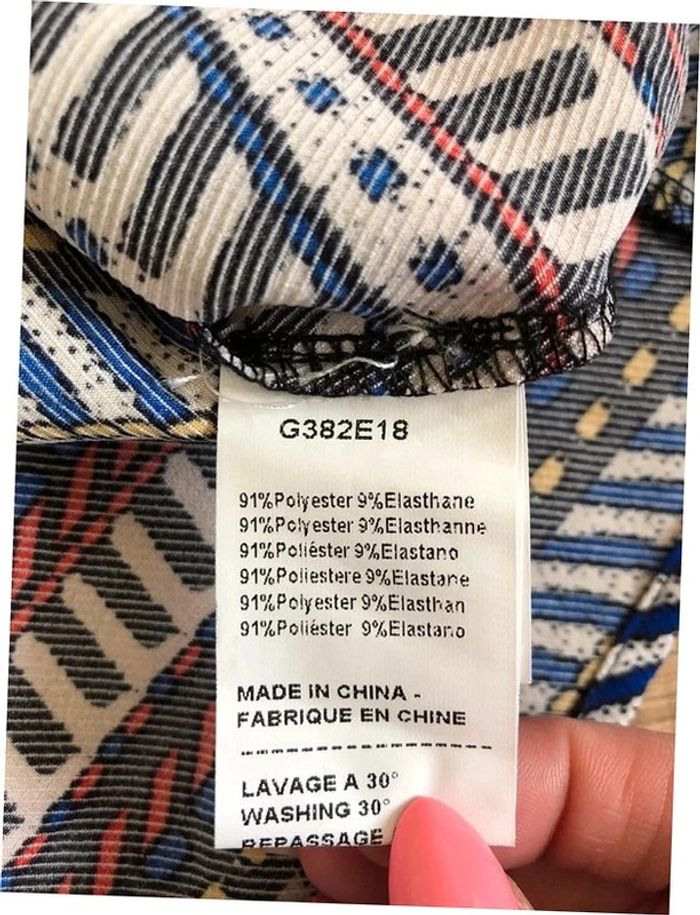 G382E18
91%Polyester 9%Elasthane
91%Polyester 9%Elasthanne
91%Poliéster 9%Elastano
91%Poliestere 9%Elastane
91%Polyester 9%Elasthan
91%Poliéster 9%Elastano
MADE IN CHINA -
FABRIQUE EN CHINE
LAVAGE A 30°
WASHING 30°
REPASSAGE